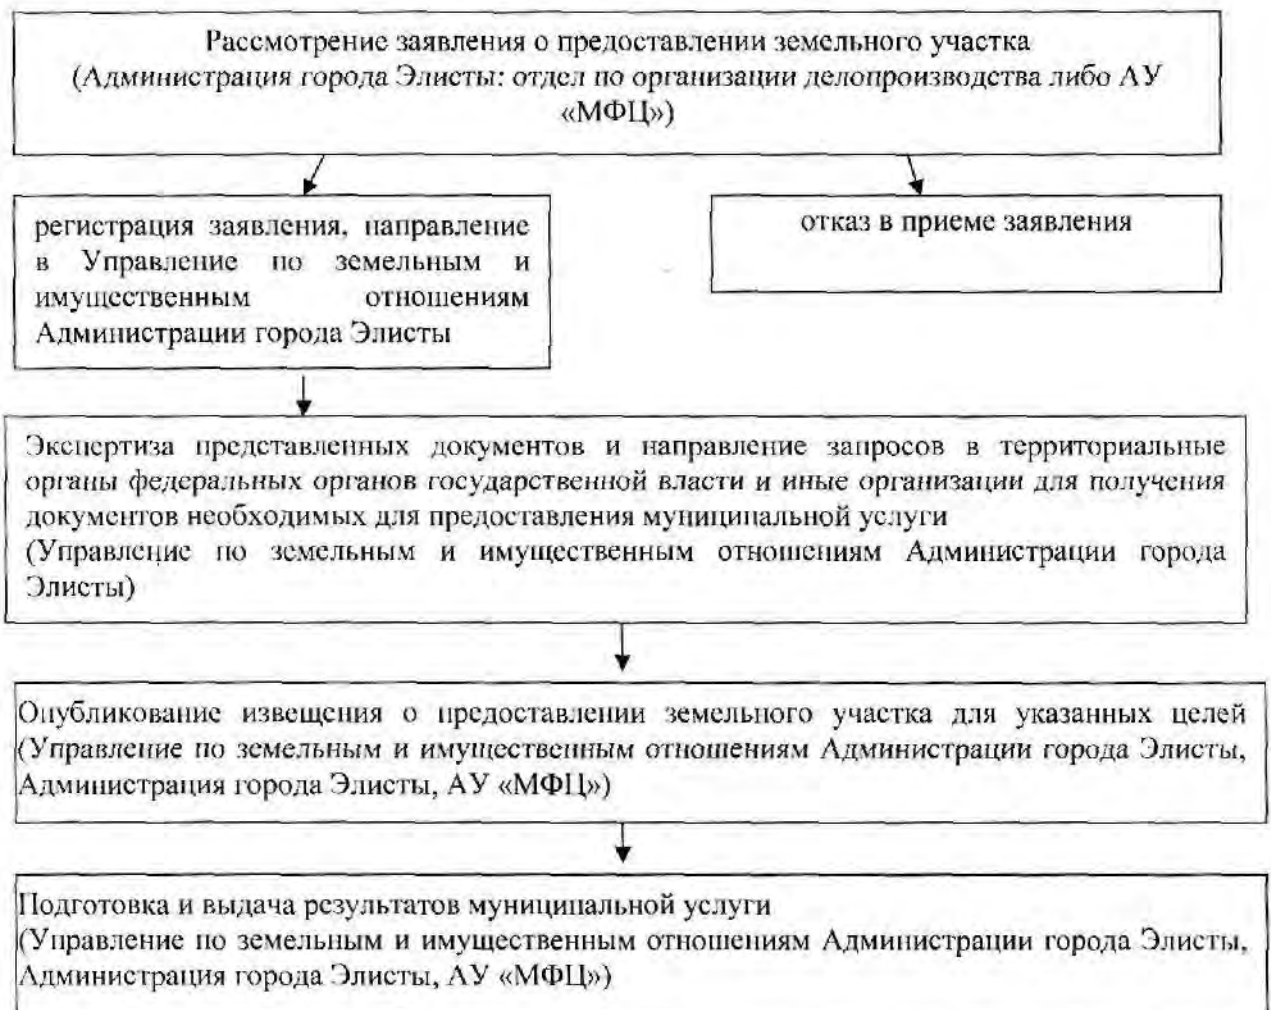 Рассмотрение заявления о предоставлении земельного участка
(Администрация города Элисты: отдел по организации делопроизводства либо АУ
«МФЦ»)
регистрация заявления, направление
в Управление по земельным и
имущественным отношениям
Администрации города Элисты
отказ в приеме заявления
Экспертиза представленных документов и направление запросов в территориальные
органы федеральных органов государственной власти и иные организации для получения
документов необходимых для предоставления муниципальной услуги
(Управление по земельным и имущественным отношениям Администрации города
Элисты)
Опубликование извещения о предоставлении земельного участка для указанных целей
(Управление по земельным и имущественным отношениям Администрации города Элисты,
Администрация города Элисты, АУ «МФЦ»)
Подготовка и выдача результатов муниципальной услуги
(Управление по земельным и имущественным отношениям Администрации города Элисты,
Администрация города Элисты, АУ «МФЦ»)